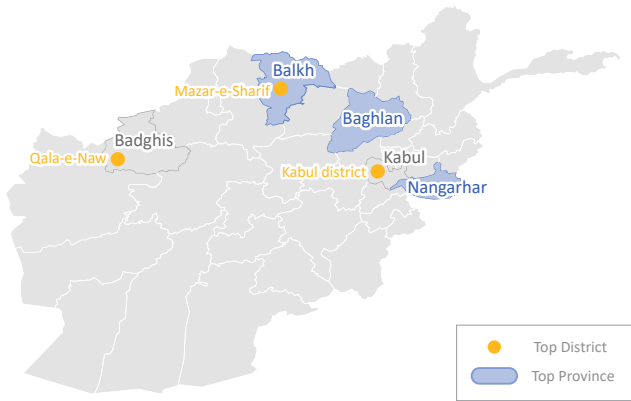 Balkh
Mazar-e-Sharif
Baghlan
Badghis
Qala-e-Naw
Kabul
Kabul district
Nangarhar
Top District
Top Province